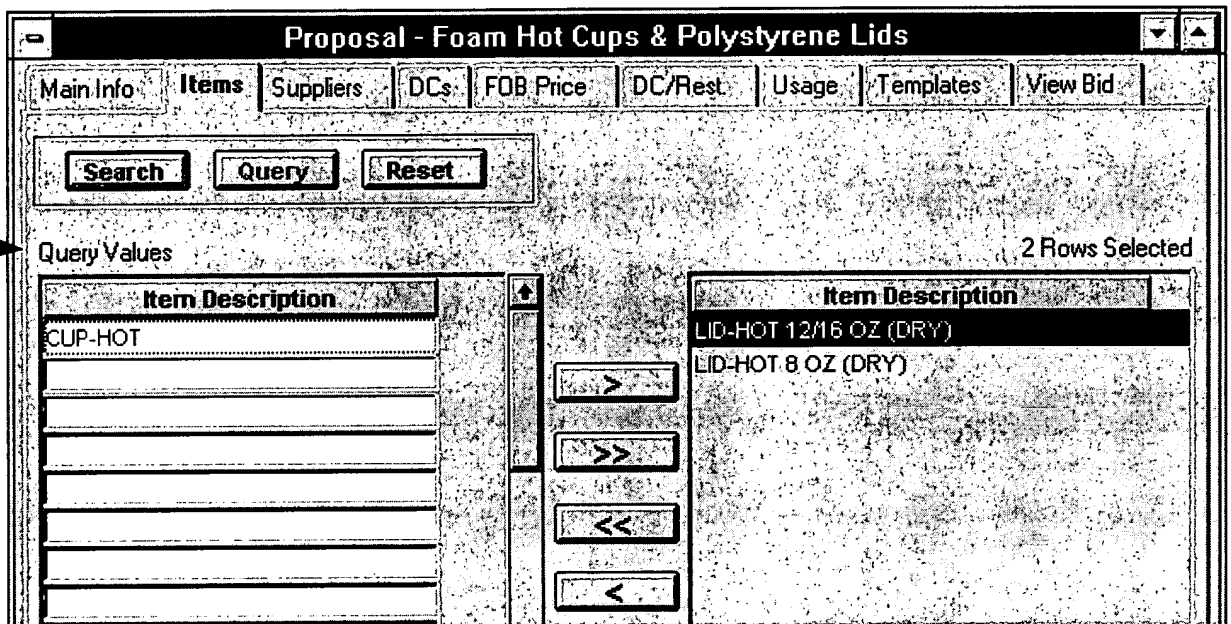 Proposal - Foam Hot Cups & Polystyrene Lids
Main Info Items Suppliers DCs FOB Price DC/Rest. Usage Templates View Bid
Search Query Reset
Query Values 2 Rows Selected
Item Description Item Description
CUP-HOT LID-HOT 12/16 OZ (DRY)
LID-HOT 8 OZ (DRY)
>
>>
<<
<